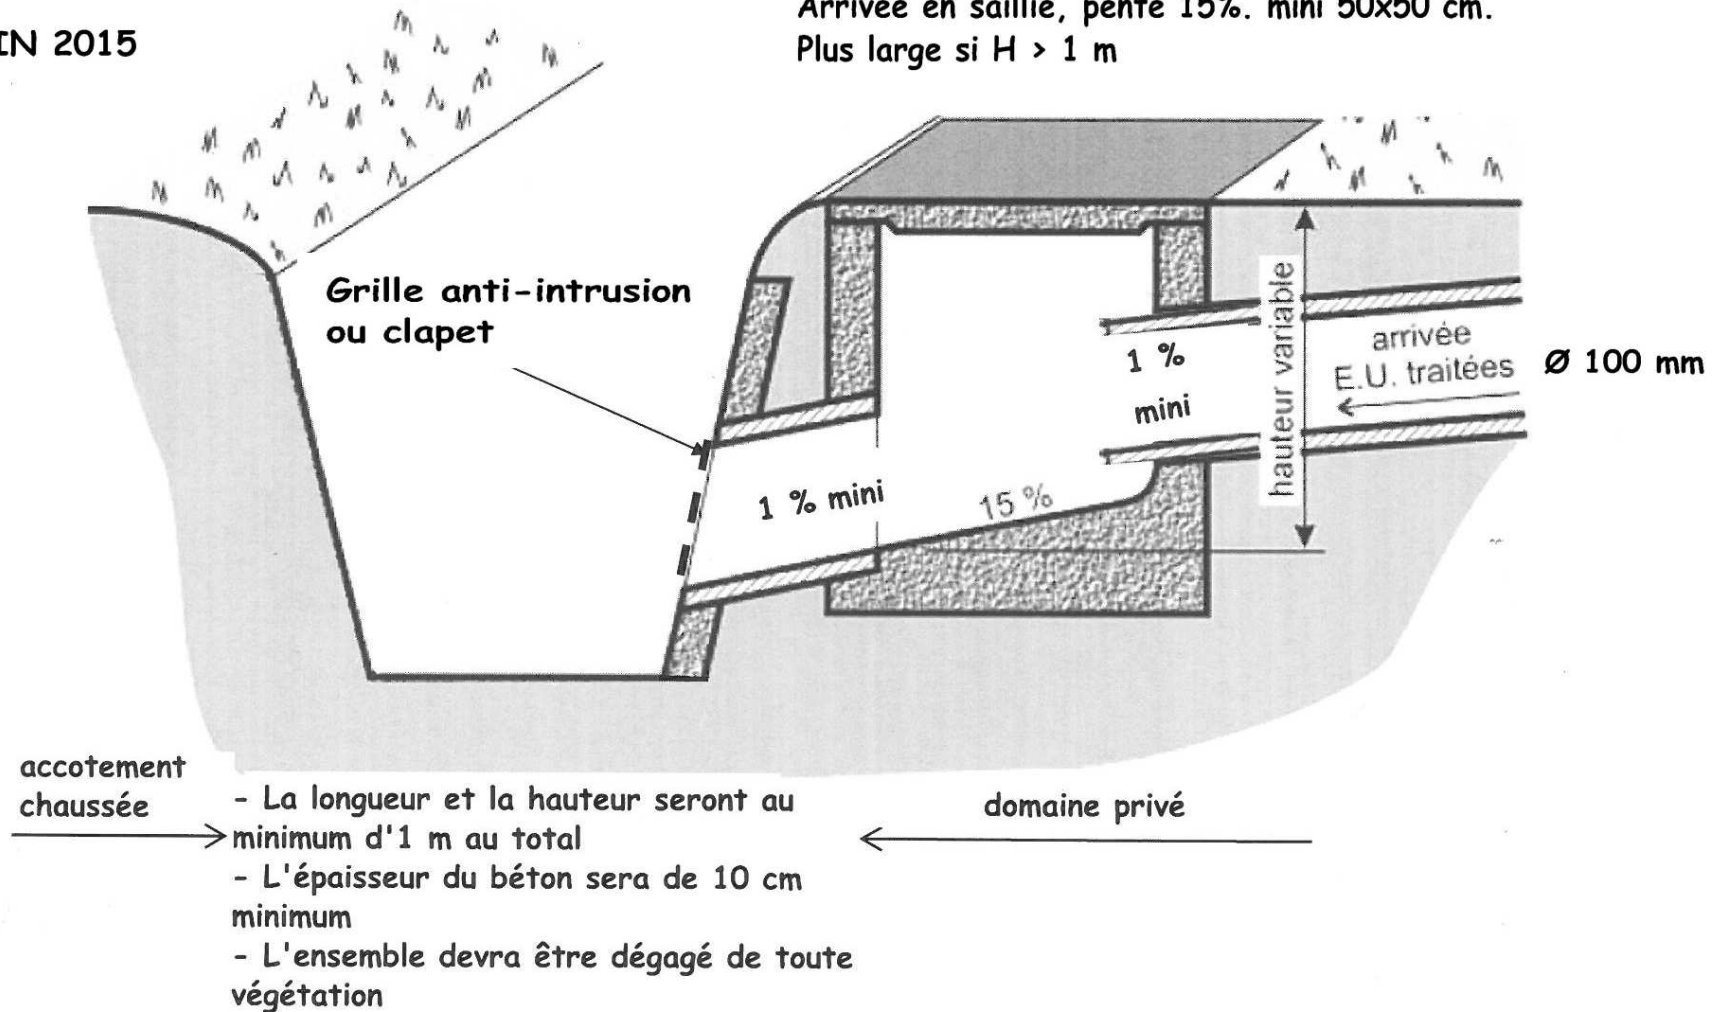 IN 2015
Arrivée en saillie, pente 15%. mini 50x50 cm.
Plus large si H > 1 m
Grille anti-intrusion
ou clapet
1 %
mini
hauteur variable
arrivée
E.U. traitées
Ø 100 mm
1 % mini
15 %
accotement
chaussée
domaine privé
- La longueur et la hauteur seront au
minimum d'1 m au total
- L'épaisseur du béton sera de 10 cm
minimum
- L'ensemble devra être dégagé de toute
végétation